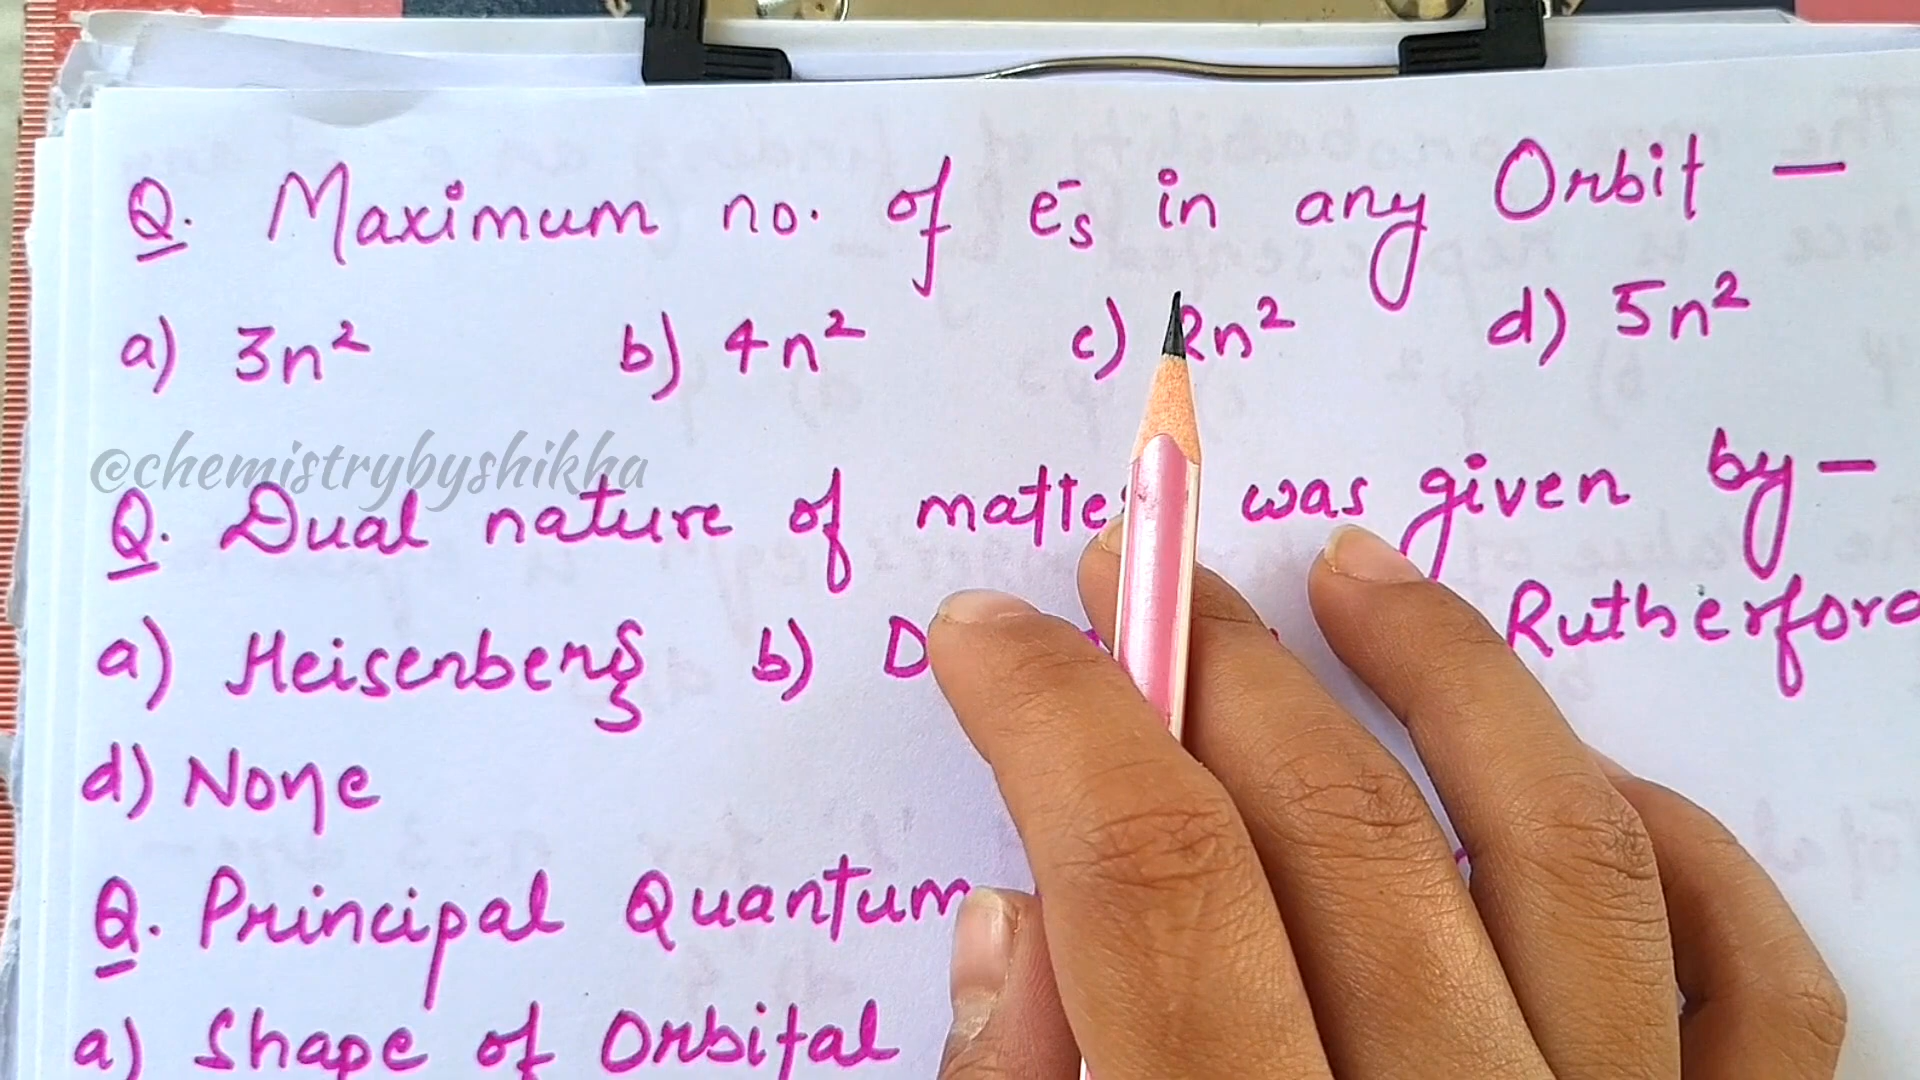 Q. Maximum no. of e⁻s in any Orbit –
a) 3n² b) 4n² c) 2n² d) 5n²
@chemistrybyshikha
Q. Dual nature of matter was given by –
a) Heisenberg b) Rutherford
d) None
Q. Principal Quantum
a) Shape of Orbital